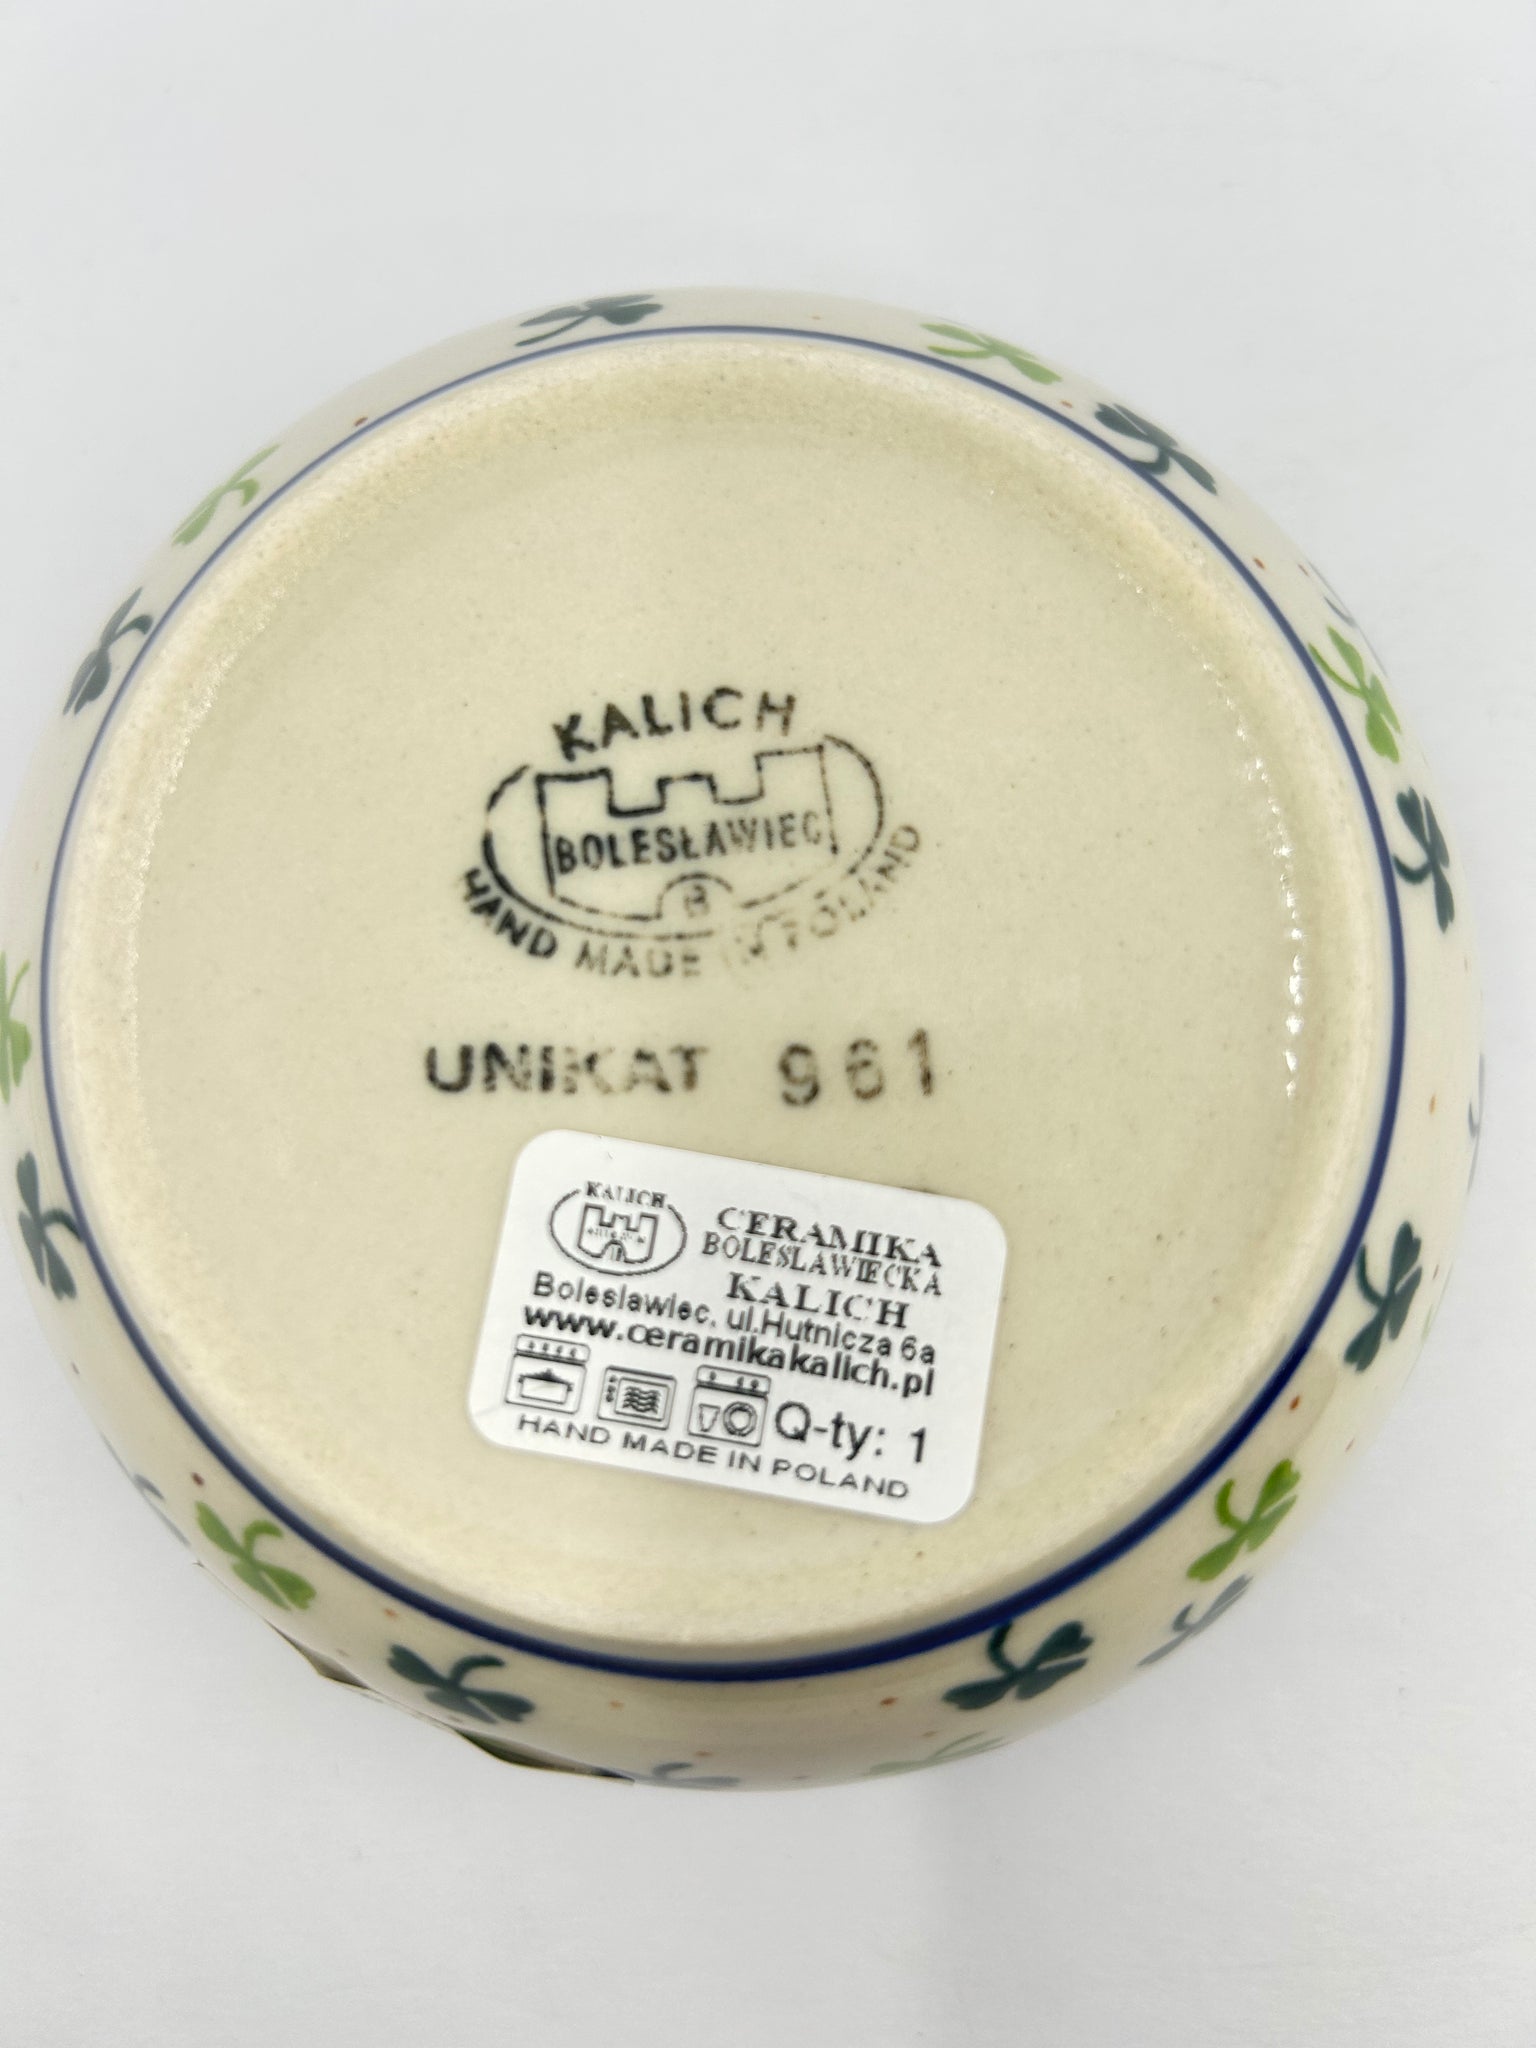 KALICH
BOLESŁAWIEC
B
HAND MADE IN POLAND
UNIKAT 961
KALICH
CERAMIKA
BOLESLAWIECKA
KALICH
Boleslawiec, ul.Hutnicza 6a
www.ceramikakalich.pl
Q-ty: 1
HAND MADE IN POLAND